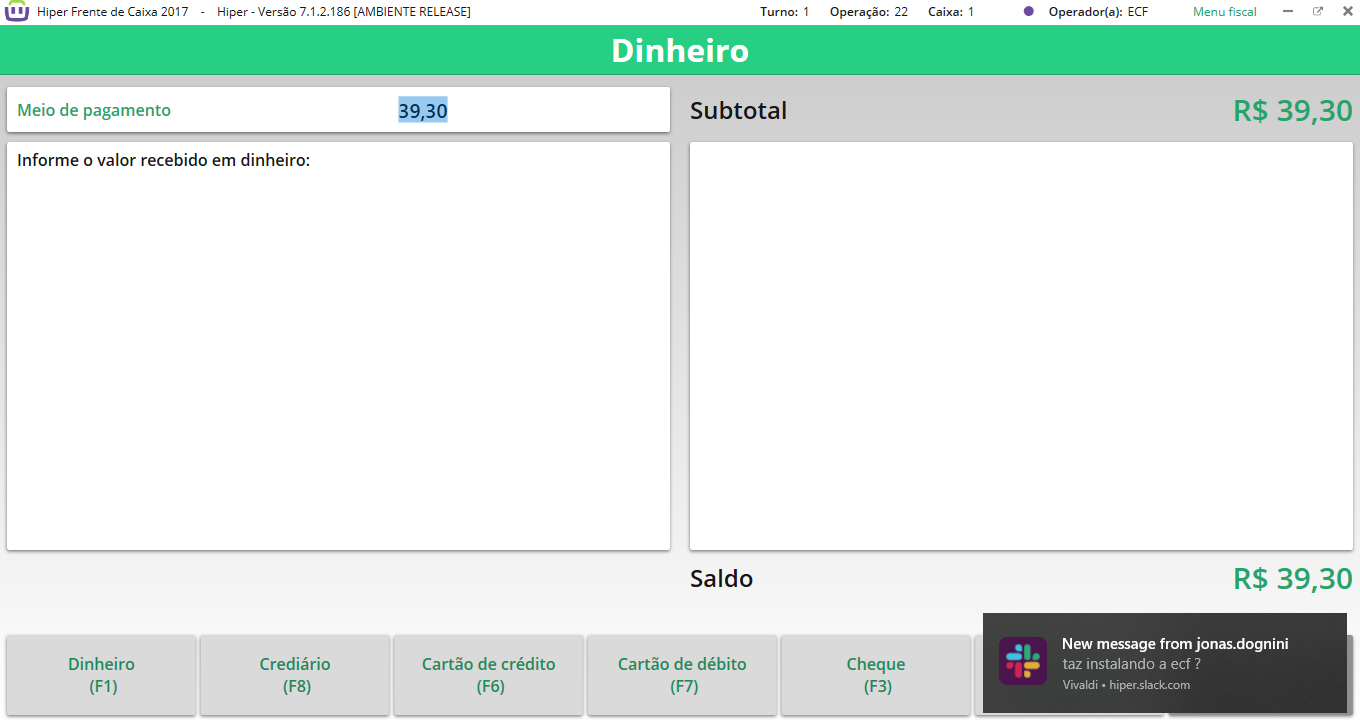 Hiper Frente de Caixa 2017 - Hiper - Versão 7.1.2.186 [AMBIENTE RELEASE] Turno: 1 Operação: 22 Caixa: 1 Operador(a): ECF Menu fiscal
Dinheiro
Meio de pagamento 39,30
Subtotal R$ 39,30
Informe o valor recebido em dinheiro:
Saldo R$ 39,30
Dinheiro
(F1)
Crediário
(F8)
Cartão de crédito
(F6)
Cartão de débito
(F7)
Cheque
(F3)
New message from jonas.dognini
taz instalando a ecf ?
Vivaldi • hiper.slack.com